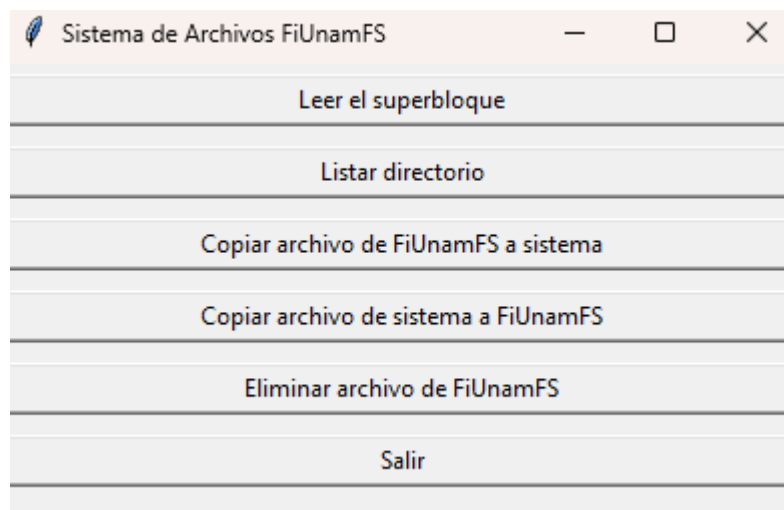 Sistema de Archivos FiUnamFS
Leer el superbloque
Listar directorio
Copiar archivo de FiUnamFS a sistema
Copiar archivo de sistema a FiUnamFS
Eliminar archivo de FiUnamFS
Salir